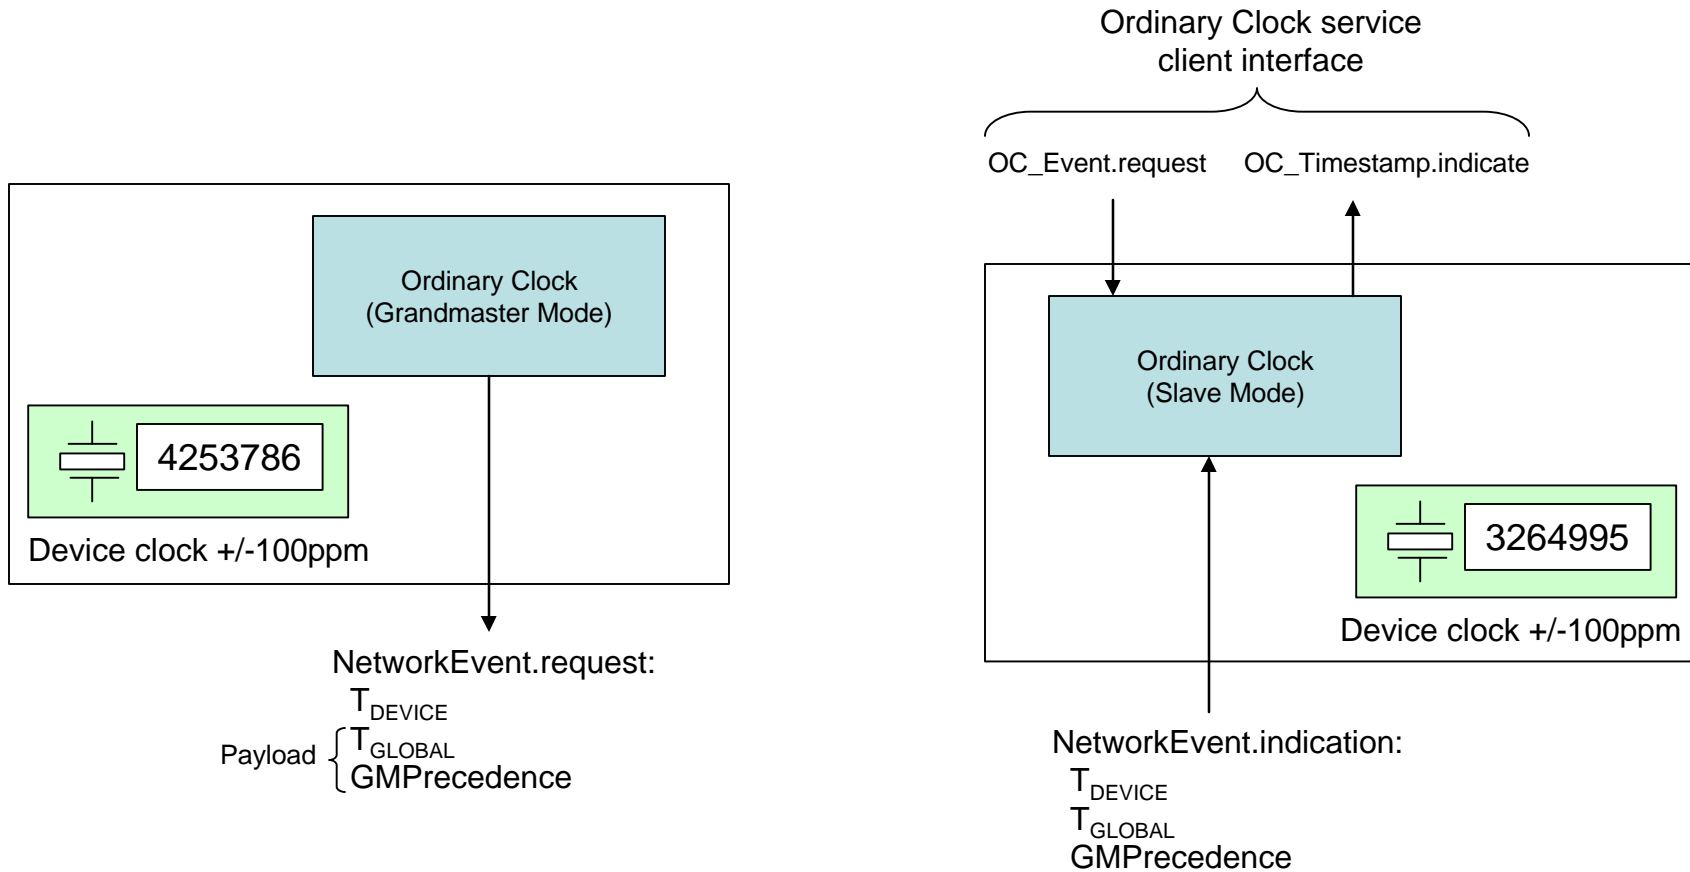 Ordinary Clock service
client interface
OC_Event.request
OC_Timestamp.indicate
Ordinary Clock
(Grandmaster Mode)
4253786
Device clock +/-100ppm
NetworkEvent.request:
TDEVICE
Payload
TGLOBAL
GMPrecedence
Ordinary Clock
(Slave Mode)
3264995
Device clock +/-100ppm
NetworkEvent.indication:
TDEVICE
TGLOBAL
GMPrecedence